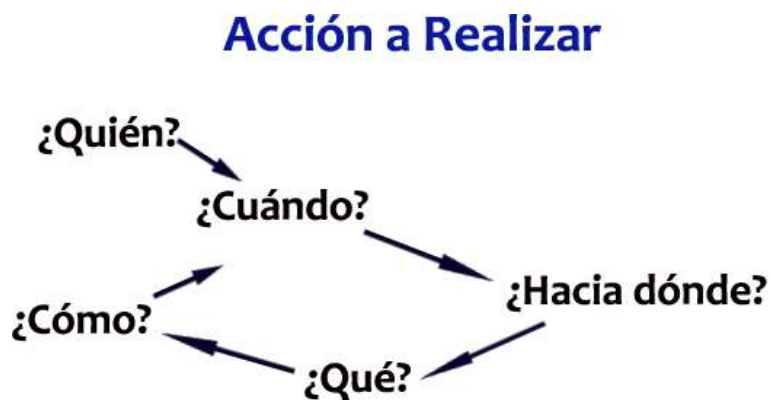 Acción a Realizar
¿Quién?
¿Cuándo?
¿Hacia dónde?
¿Cómo?
¿Qué?